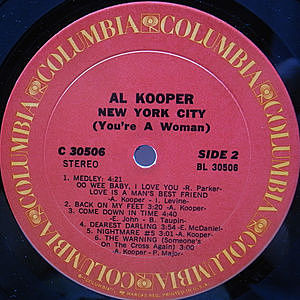 COLUMBIA COLUMBIA COLUMBIA COLUMBIA COLUMBIA COLUMBIA
AL KOOPER
NEW YORK CITY
(You're A Woman)
C 30506
STEREO
SIDE 2
BL 30506
1. MEDLEY: 4:21
OO WEE BABY, I LOVE YOU - R. Parker-
LOVE IS A MAN'S BEST FRIEND
- A. Kooper - I. Levine-
2. BACK ON MY FEET 3:20 -A. Kooper-
3. COME DOWN IN TIME 4:40
-E. John - B. Taupin-
4. DEAREST DARLING 3:54 -E. McDaniel-
5. NIGHTMARE #5 3:01 -A. Kooper-
6. THE WARNING (Someone's
On The Cross Again) 3:00
-A. Kooper - P. Major-